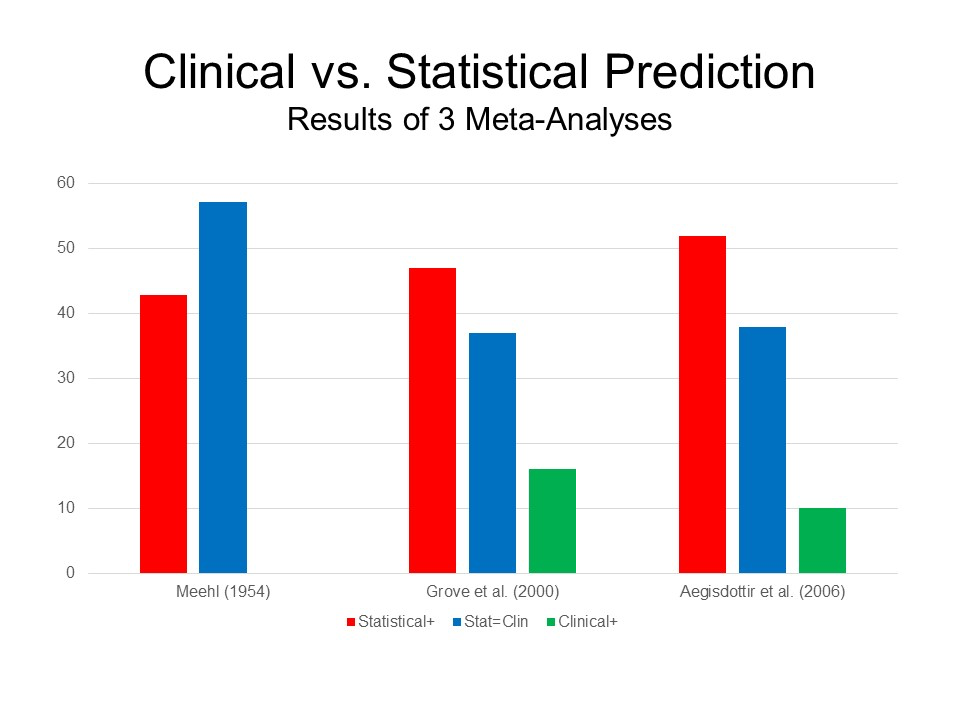 Clinical vs. Statistical Prediction
Results of 3 Meta-Analyses
60
50
40
30
20
10
0
Meehl (1954)
Grove et al. (2000)
Aegisdottir et al. (2006)
Statistical+
Stat=Clin
Clinical+